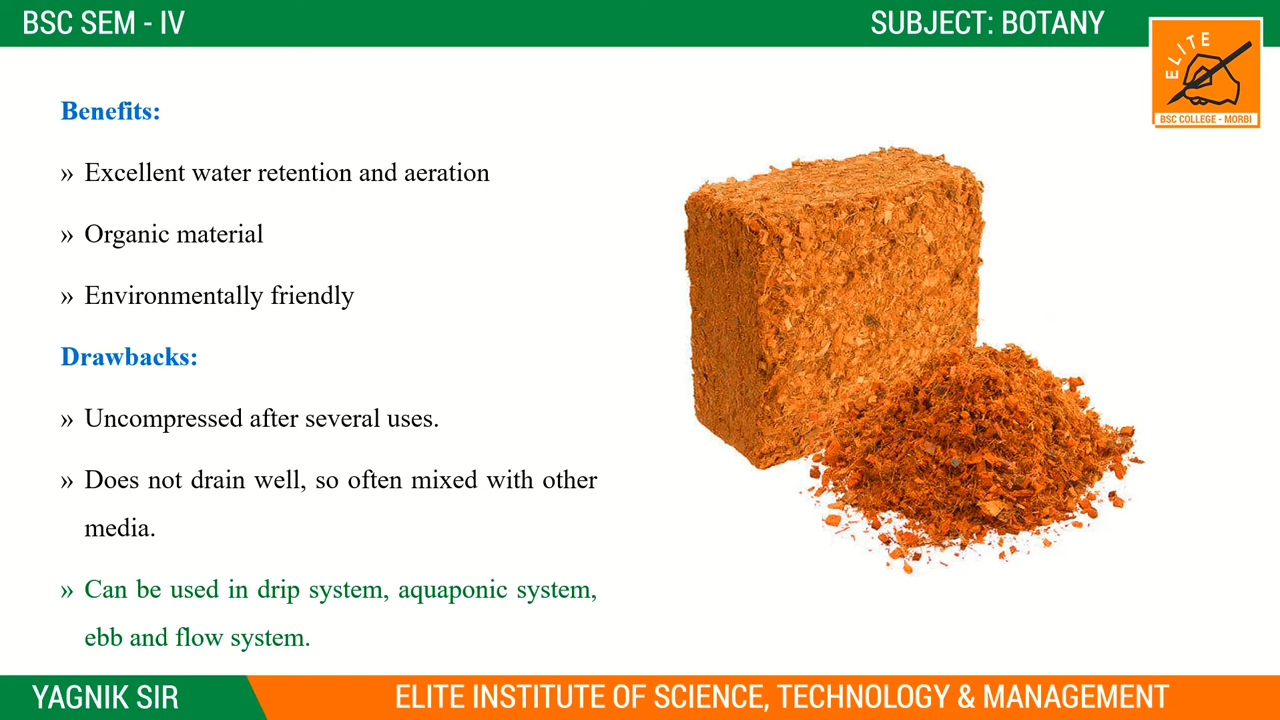 BSC SEM - IV
SUBJECT: BOTANY
ELITE
BSC COLLEGE - MORBI
Benefits:
» Excellent water retention and aeration
» Organic material
» Environmentally friendly
Drawbacks:
» Uncompressed after several uses.
» Does not drain well, so often mixed with other
media.
» Can be used in drip system, aquaponic system,
ebb and flow system.
YAGNIK SIR
ELITE INSTITUTE OF SCIENCE, TECHNOLOGY & MANAGEMENT